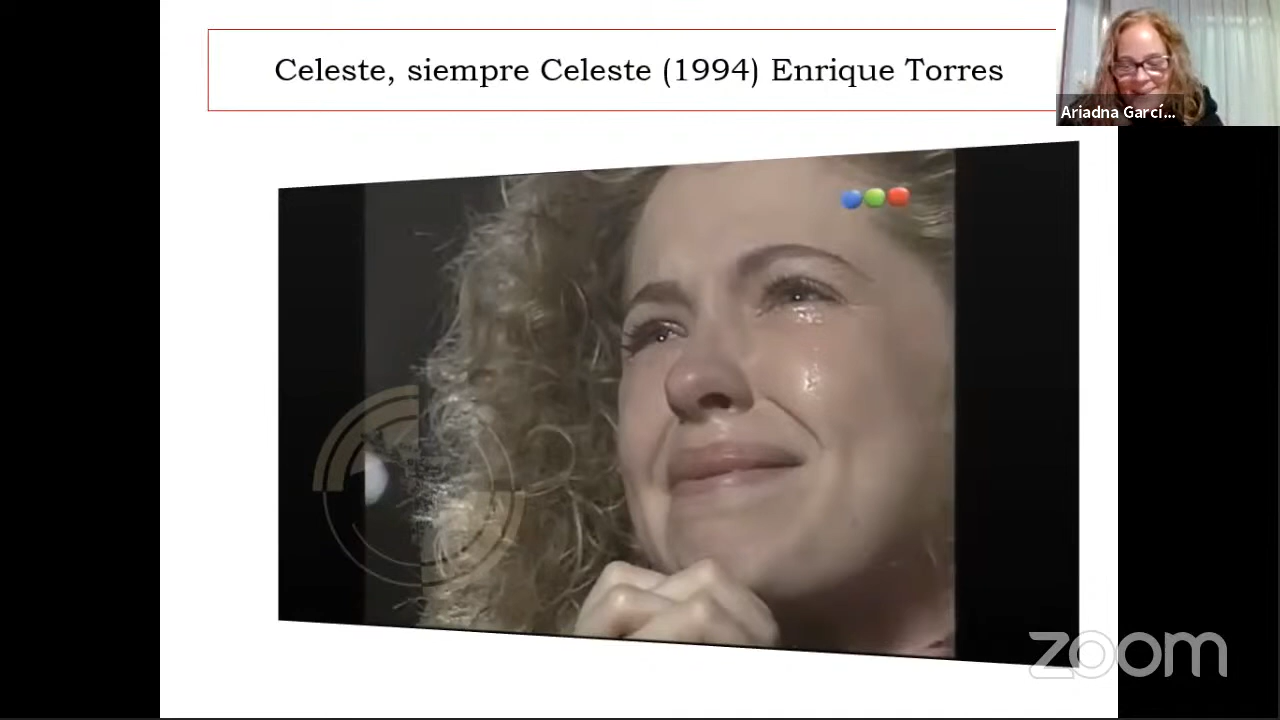 Celeste, siempre Celeste (1994) Enrique Torres
Ariadna Garcí...
zoom